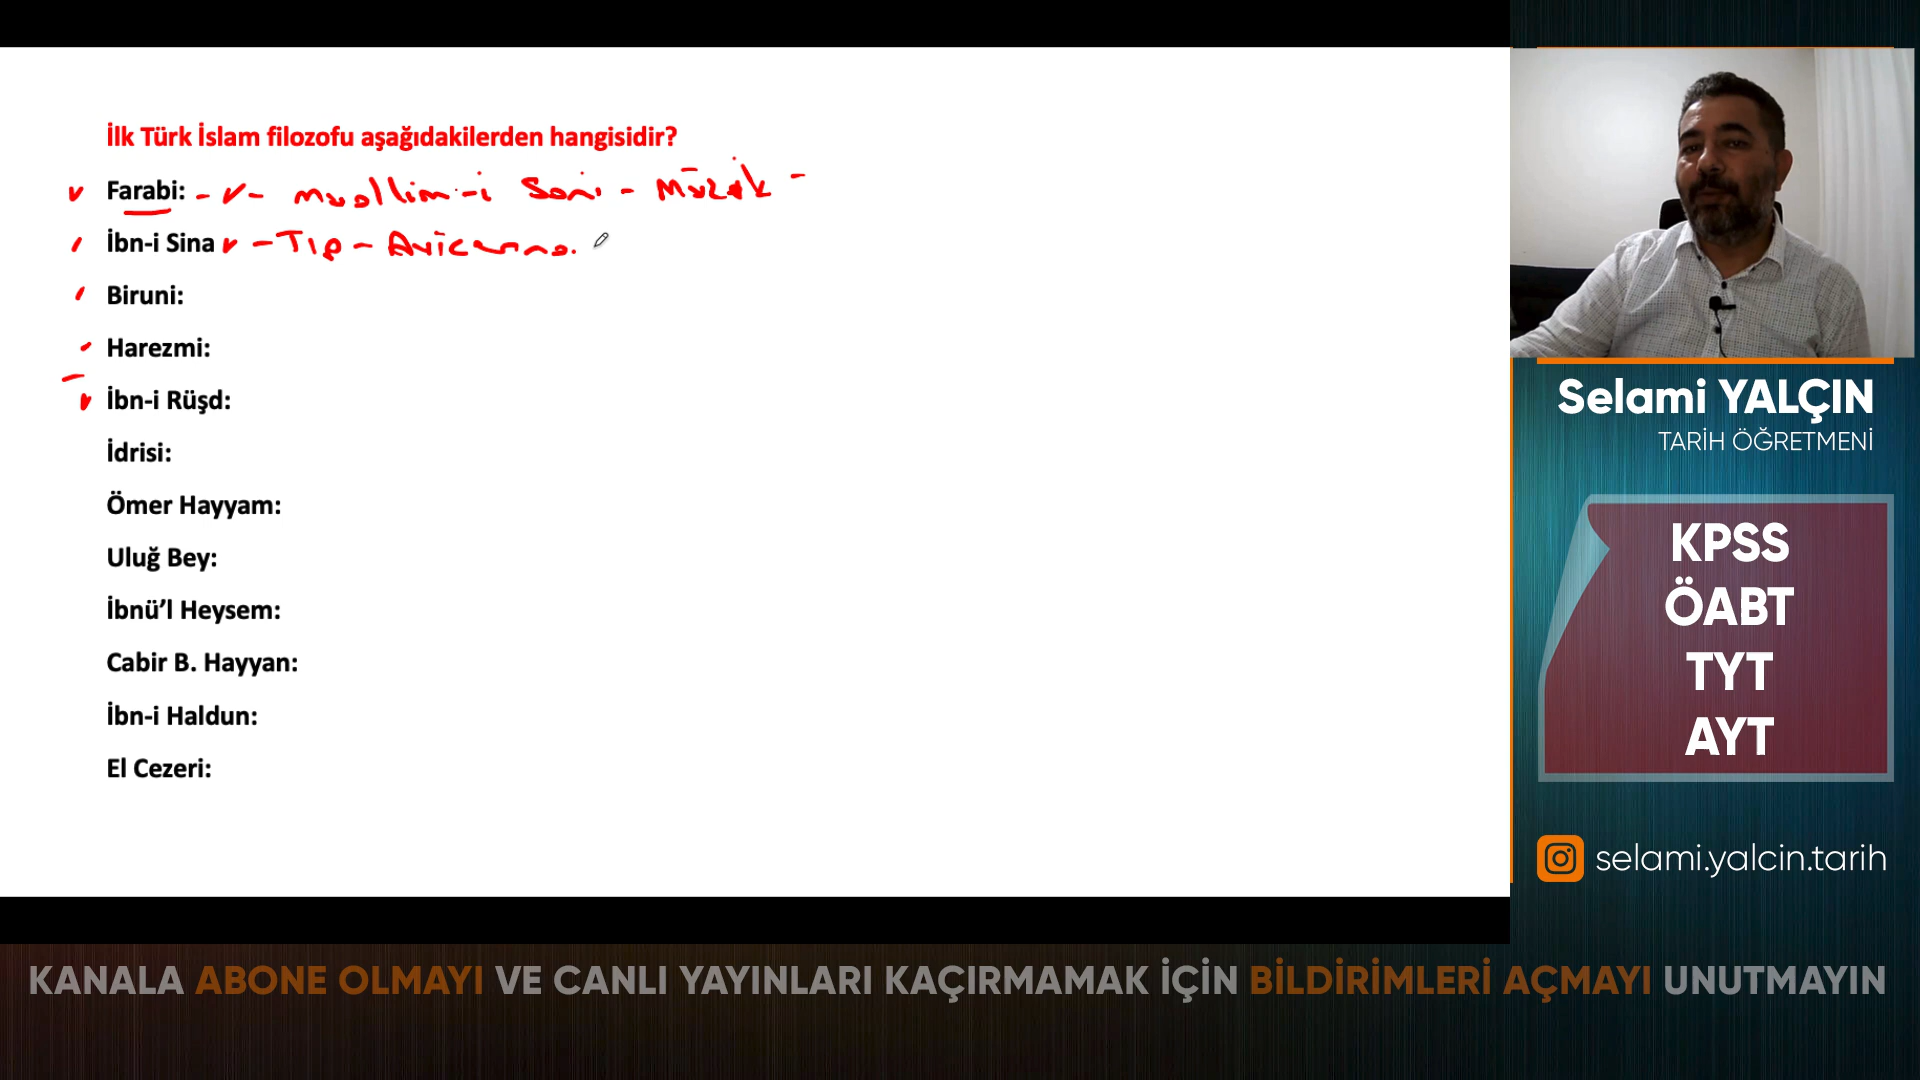 İlk Türk İslam filozofu aşağıdakilerden hangisidir?
Farabi: - - muallim-i Sani - Müzik -
İbn-i Sina - Tıp - Avicenna.
Biruni:
Harezmi:
İbn-i Rüşd:
İdrisi:
Ömer Hayyam:
Uluğ Bey:
İbnü’l Heysem:
Cabir B. Hayyan:
İbn-i Haldun:
El Cezeri:
Selami YALÇIN
TARİH ÖĞRETMENİ
KPSS
ÖABT
TYT
AYT
selami.yalcin.tarih
KANALA ABONE OLMAYI VE CANLI YAYINLARI KAÇIRMAMAK İÇİN BİLDİRİMLERİ AÇMAYI UNUTMAYIN